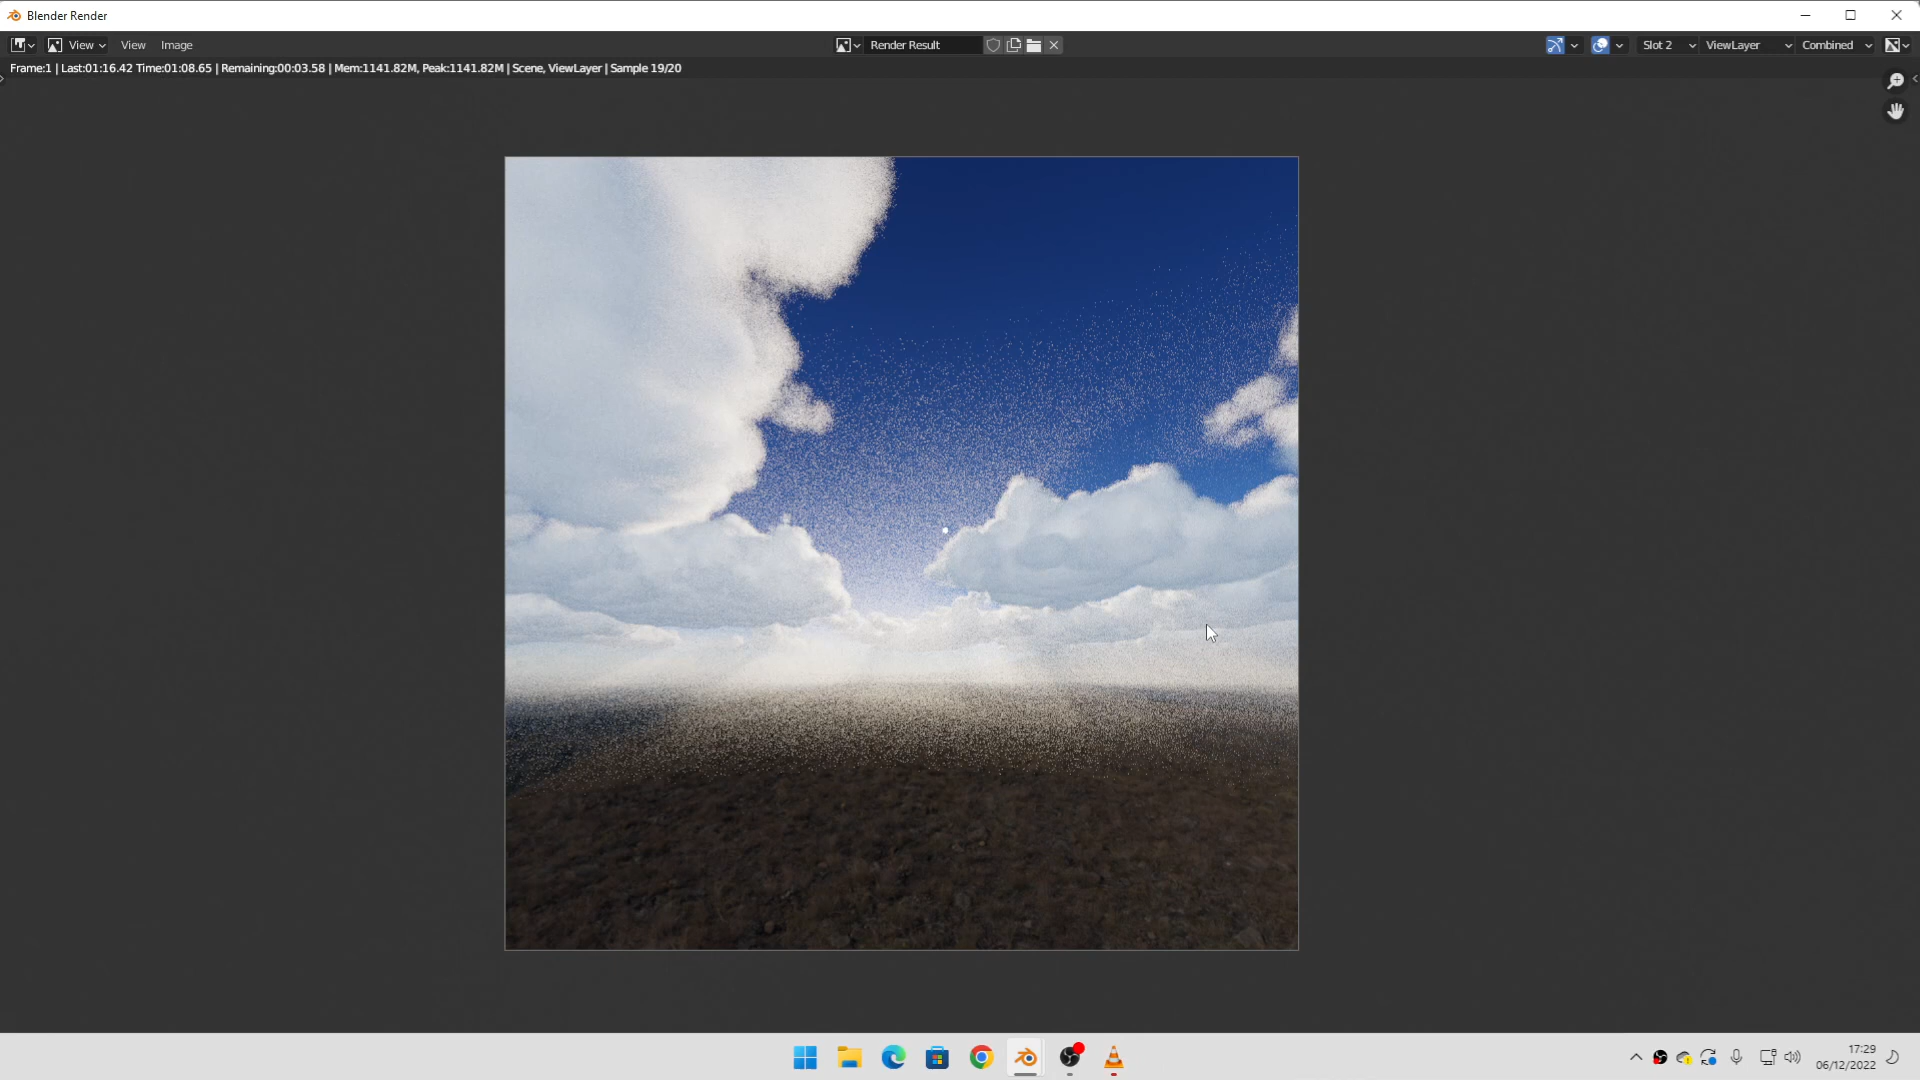 Blender Render
View View Image Render Result Slot 2 ViewLayer Combined
Frame:1 | Last:01:16.42 Time:01:08.65 | Remaining:00:03.58 | Mem:1141.82M, Peak:1141.82M | Scene, ViewLayer | Sample 19/20
17:29
06/12/2022